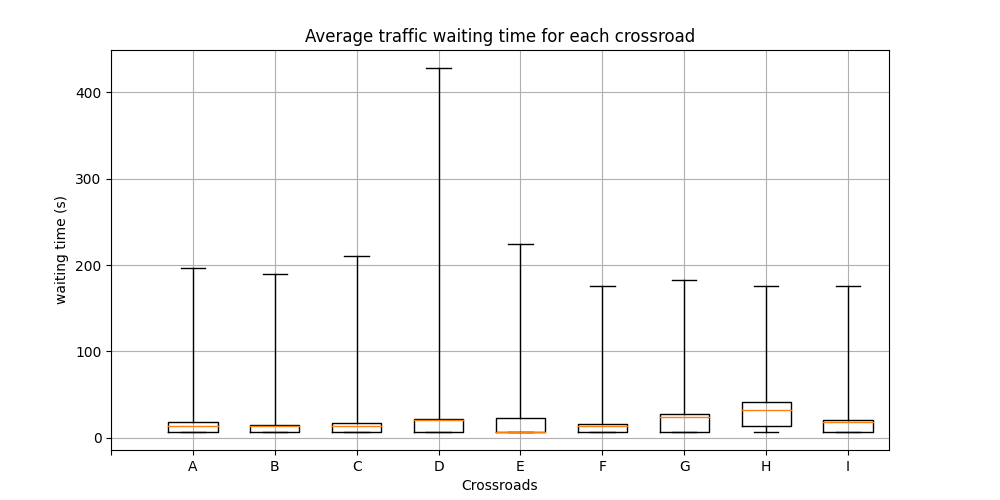 Average traffic waiting time for each crossroad
waiting time (s)
400
300
200
100
0
A B C D E F G H I
Crossroads